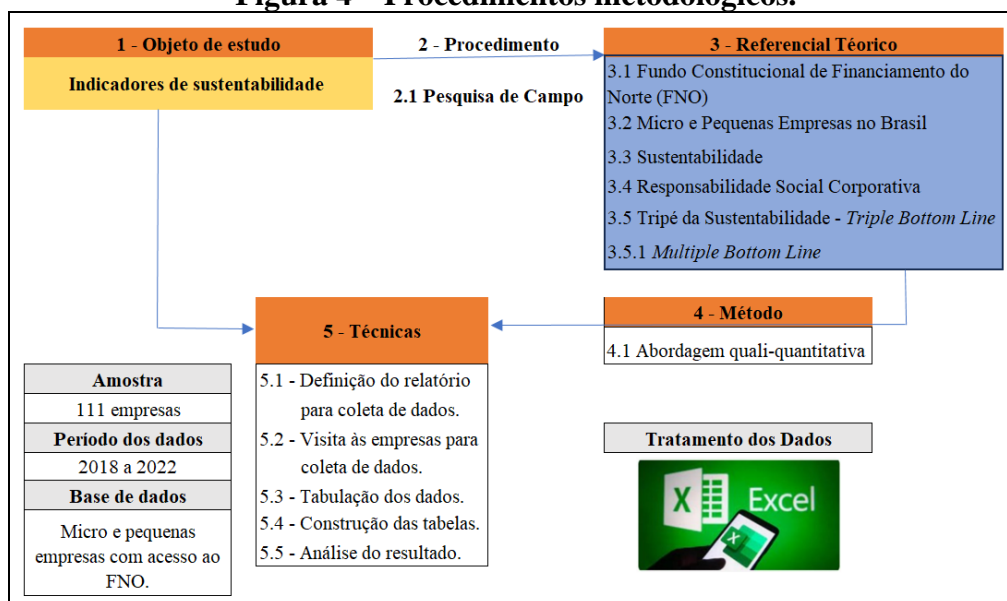 Figura 4 – Procedimentos metodológicos.
1 - Objeto de estudo
Indicadores de sustentabilidade
2 - Procedimento
2.1 Pesquisa de Campo
3 - Referencial Téorico
3.1 Fundo Constitucional de Financiamento do
Norte (FNO)
3.2 Micro e Pequenas Empresas no Brasil
3.3 Sustentabilidade
3.4 Responsabilidade Social Corporativa
3.5 Tripé da Sustentabilidade - Triple Bottom Line
3.5.1 Multiple Bottom Line
4 - Método
4.1 Abordagem quali-quantitativa
5 - Técnicas
5.1 - Definição do relatório
para coleta de dados.
5.2 - Visita às empresas para
coleta de dados.
5.3 - Tabulação dos dados.
5.4 - Construção das tabelas.
5.5 - Análise do resultado.
Amostra
111 empresas
Período dos dados
2018 a 2022
Base de dados
Micro e pequenas
empresas com acesso ao
FNO.
Tratamento dos Dados
X Excel
X